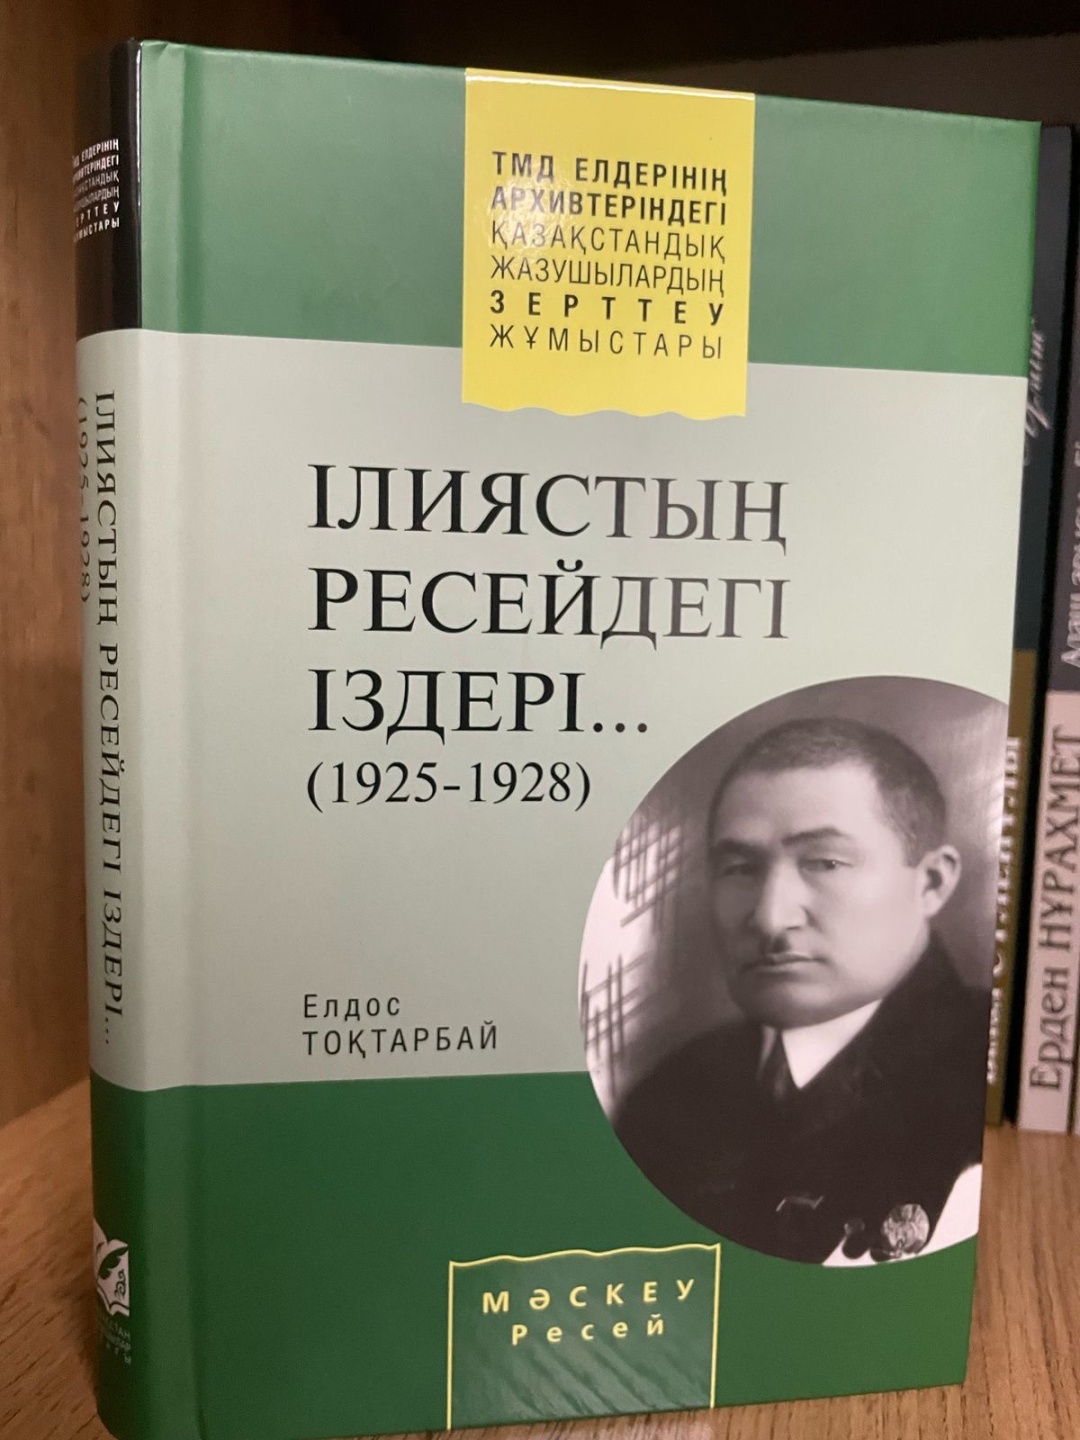 ТМД ЕЛДЕРІНІҢ
АРХИВТЕРІНДЕГІ
ҚАЗАҚСТАНДЫҚ
ЖАЗУШЫЛАРДЫҢ
ЗЕРТТЕУ
ЖҰМЫСТАРЫ
ІЛИЯСТЫҢ
РЕСЕЙДЕГІ
ІЗДЕРІ...
(1925-1928)
Елдос
ТОҚТАРБАЙ
МӘСКЕУ
Ресей
ЕЛДЕРІНІҢ
ІЛИЯСТЫҢ РЕСЕЙДЕГІ ІЗДЕРІ...
(1925-1928)
Ерден НҰРАХМЕТ